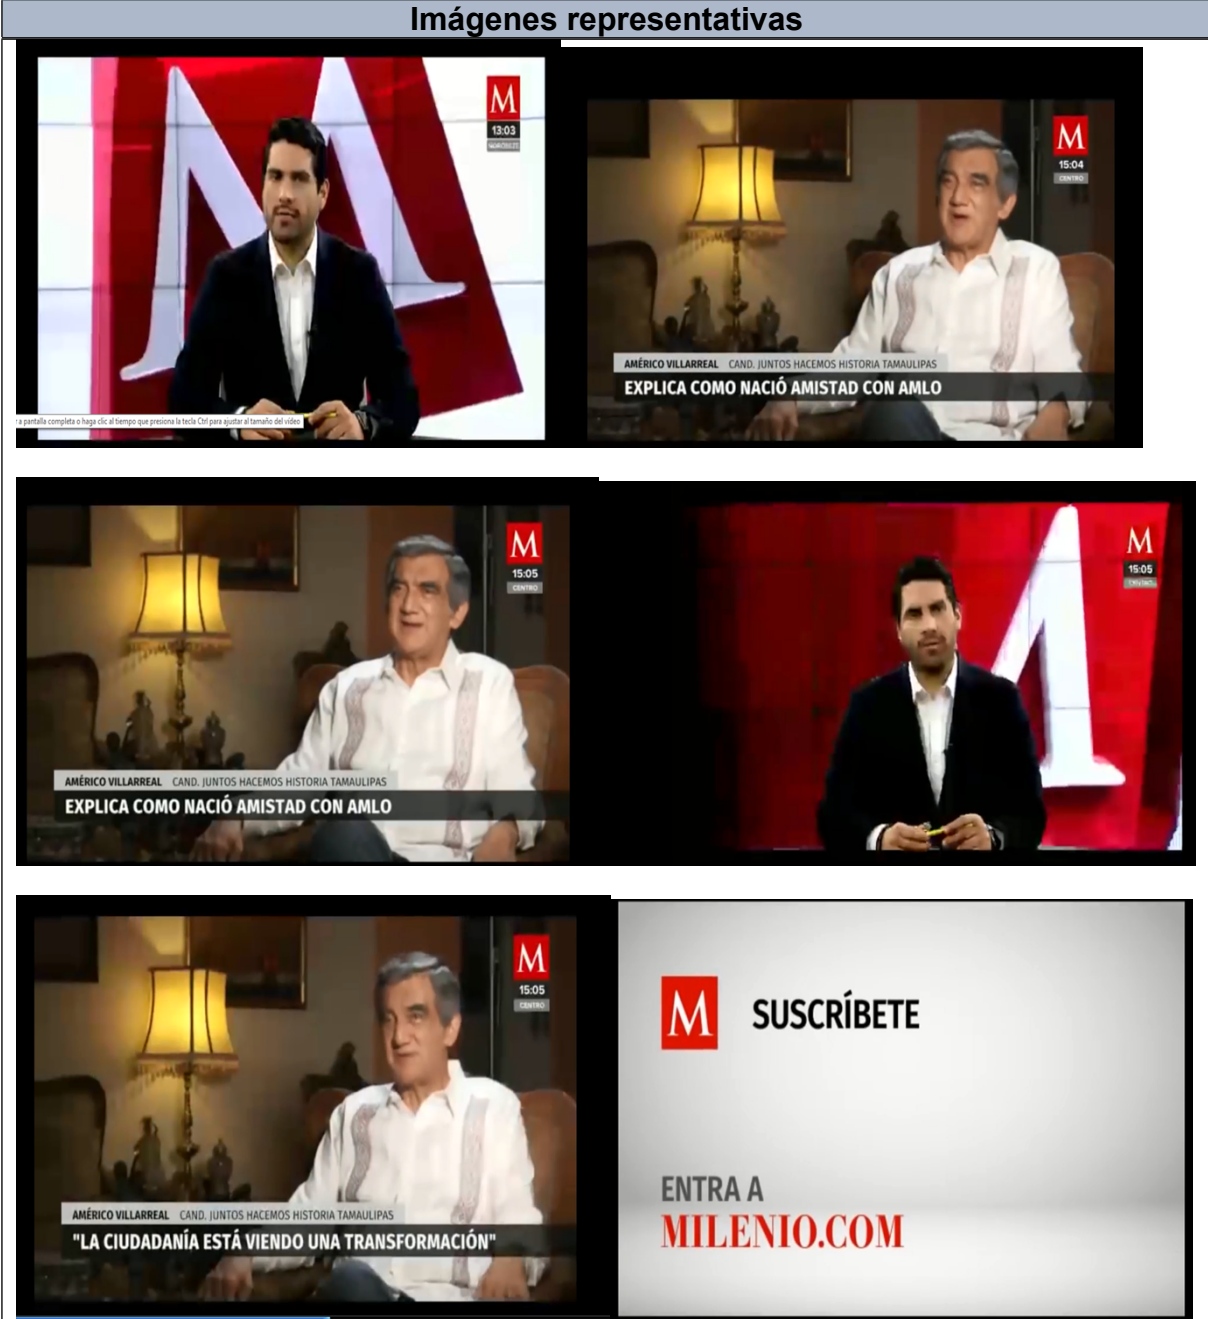 Imágenes representativas
M
13:03
r a pantalla completa o haga clic al tiempo que presiona la tecla Ctrl para ajustar al tamaño del vídeo
M
15:04
CENTRO
AMÉRICO VILLARREAL CAND. JUNTOS HACEMOS HISTORIA TAMAULIPAS
EXPLICA COMO NACIÓ AMISTAD CON AMLO
M
15:05
CENTRO
AMÉRICO VILLARREAL CAND. JUNTOS HACEMOS HISTORIA TAMAULIPAS
EXPLICA COMO NACIÓ AMISTAD CON AMLO
M
15:05
CENTRO
M
15:05
CENTRO
AMÉRICO VILLARREAL CAND. JUNTOS HACEMOS HISTORIA TAMAULIPAS
"LA CIUDADANÍA ESTÁ VIENDO UNA TRANSFORMACIÓN"
M SUSCRÍBETE
ENTRA A
MILENIO.COM